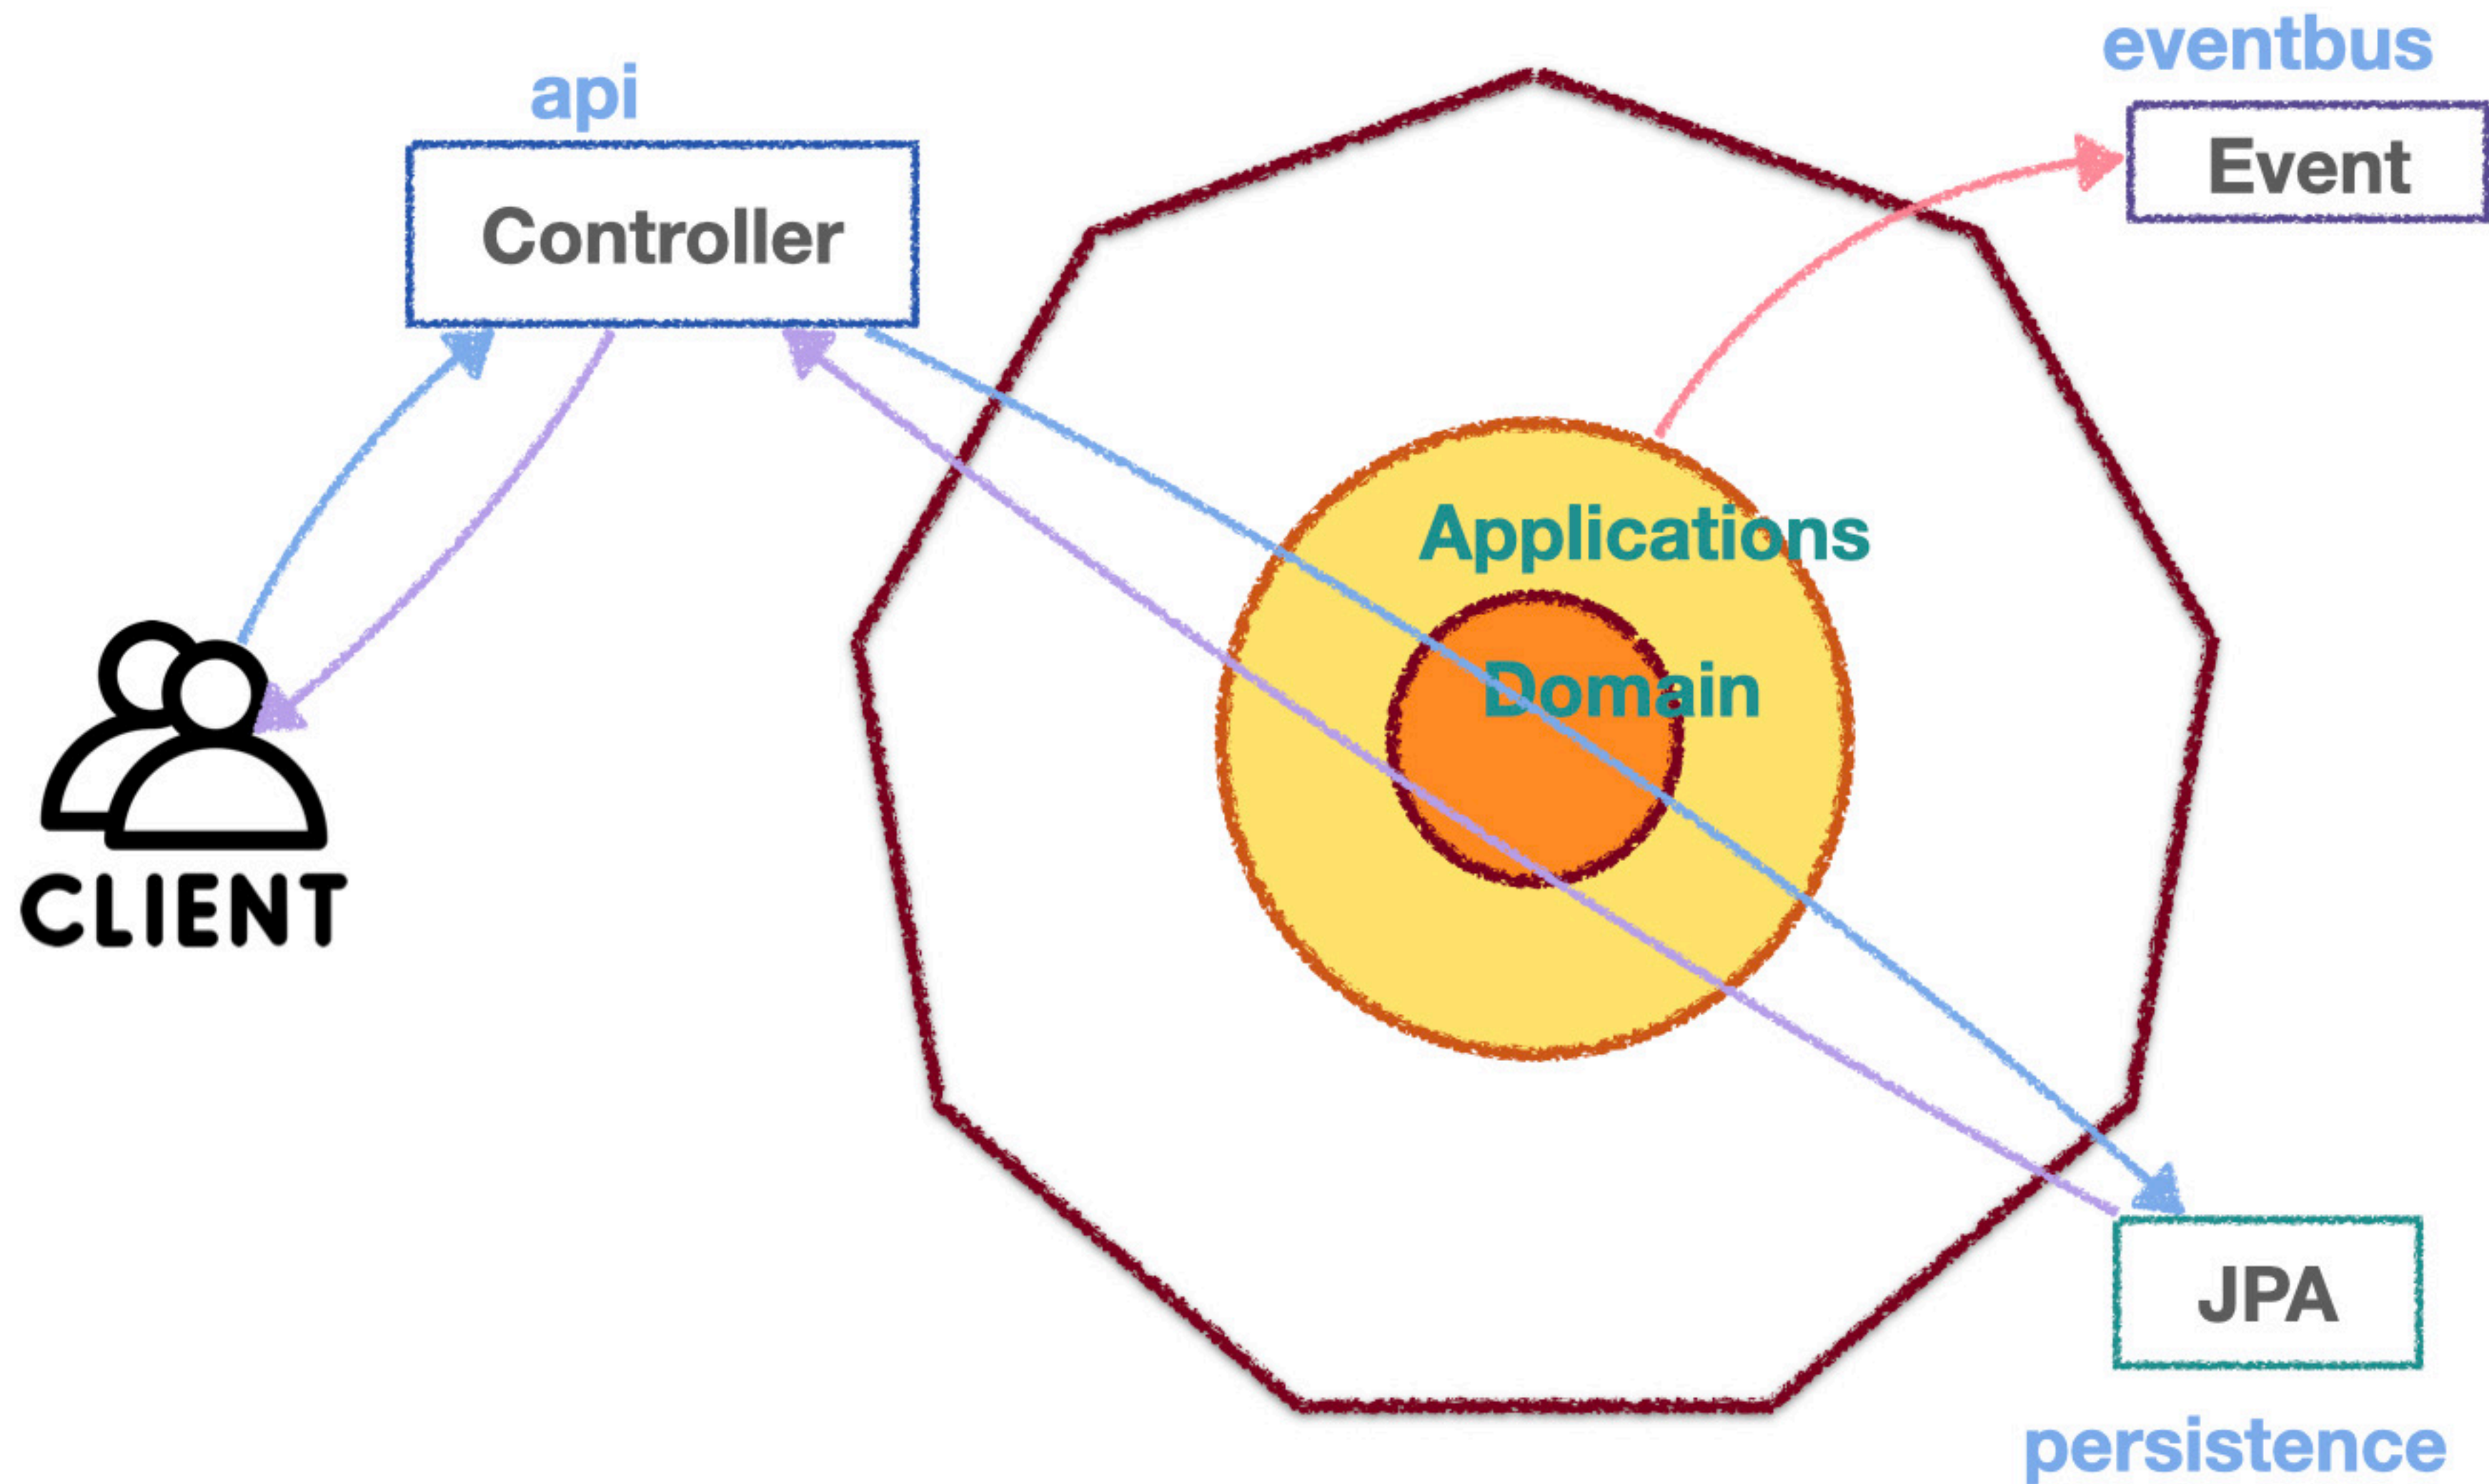 eventbus
api
Event
Controller
Applications
Domain
CLIENT
JPA
persistence